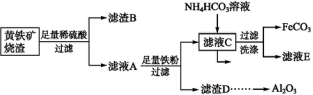 NH4HCO3溶液
黄铁矿
烧渣
足量稀硫酸
过滤
滤渣B
滤液A
足量铁粉
过滤
滤液C
过滤
洗涤
FeCO3
滤液E
滤渣D
Al2O3